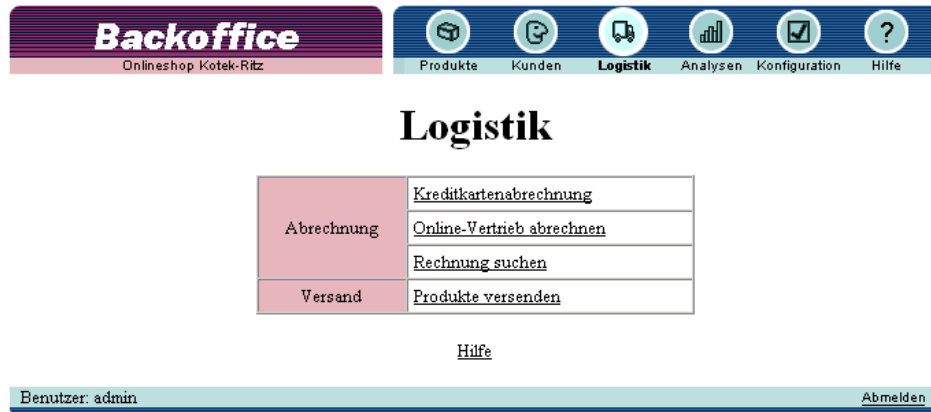 Backoffice
Onlineshop Kotek-Ritz
Produkte Kunden Logistik Analysen Konfiguration Hilfe
Logistik
Abrechnung
Kreditkartenabrechnung
Online-Vertrieb abrechnen
Rechnung suchen
Versand Produkte versenden
Hilfe
Benutzer: admin Abmelden